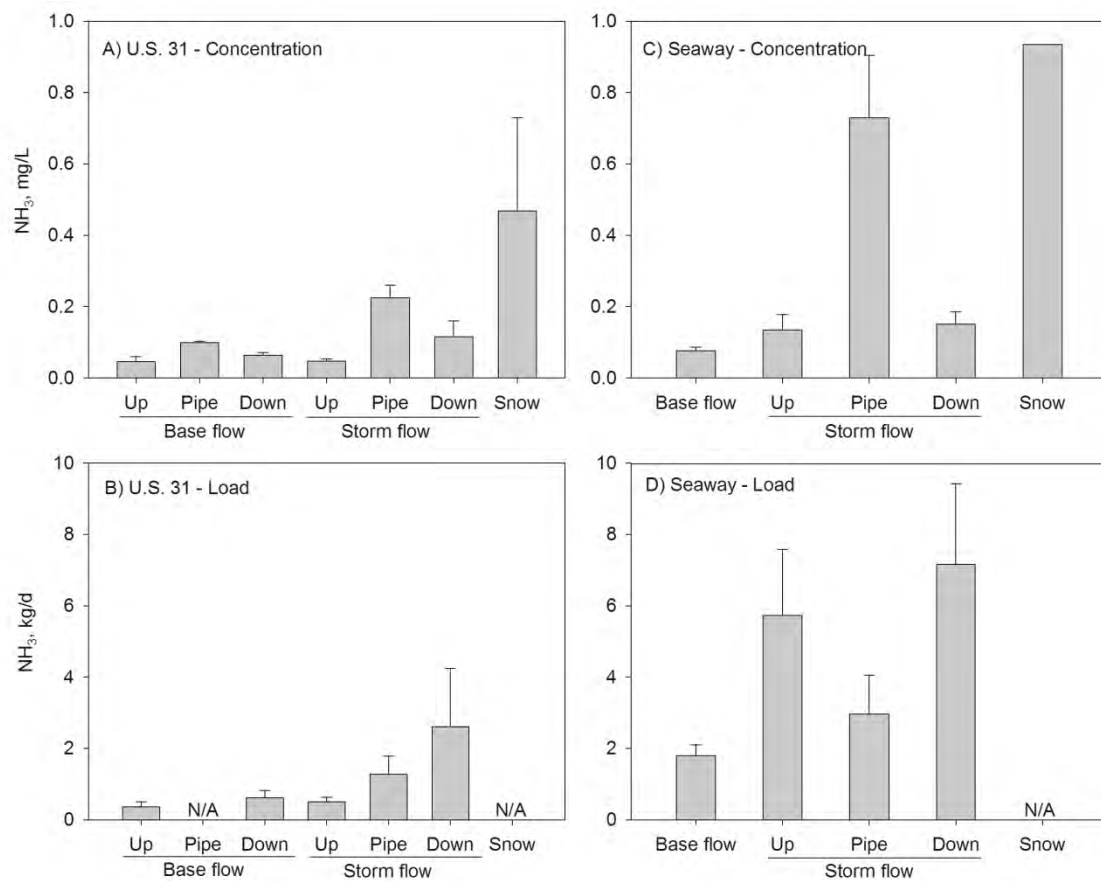 A) U.S. 31 - Concentration
NH₃, mg/L
1.0
0.8
0.6
0.4
0.2
0.0
Up Pipe Down Up Pipe Down Snow
Base flow Storm flow
C) Seaway - Concentration
1.0
0.8
0.6
0.4
0.2
0.0
Base flow Up Pipe Down Snow
Storm flow
B) U.S. 31 - Load
NH₃, kg/d
10
8
6
4
2
0
N/A N/A
Up Pipe Down Up Pipe Down Snow
Base flow Storm flow
D) Seaway - Load
10
8
6
4
2
0
N/A
Base flow Up Pipe Down Snow
Storm flow